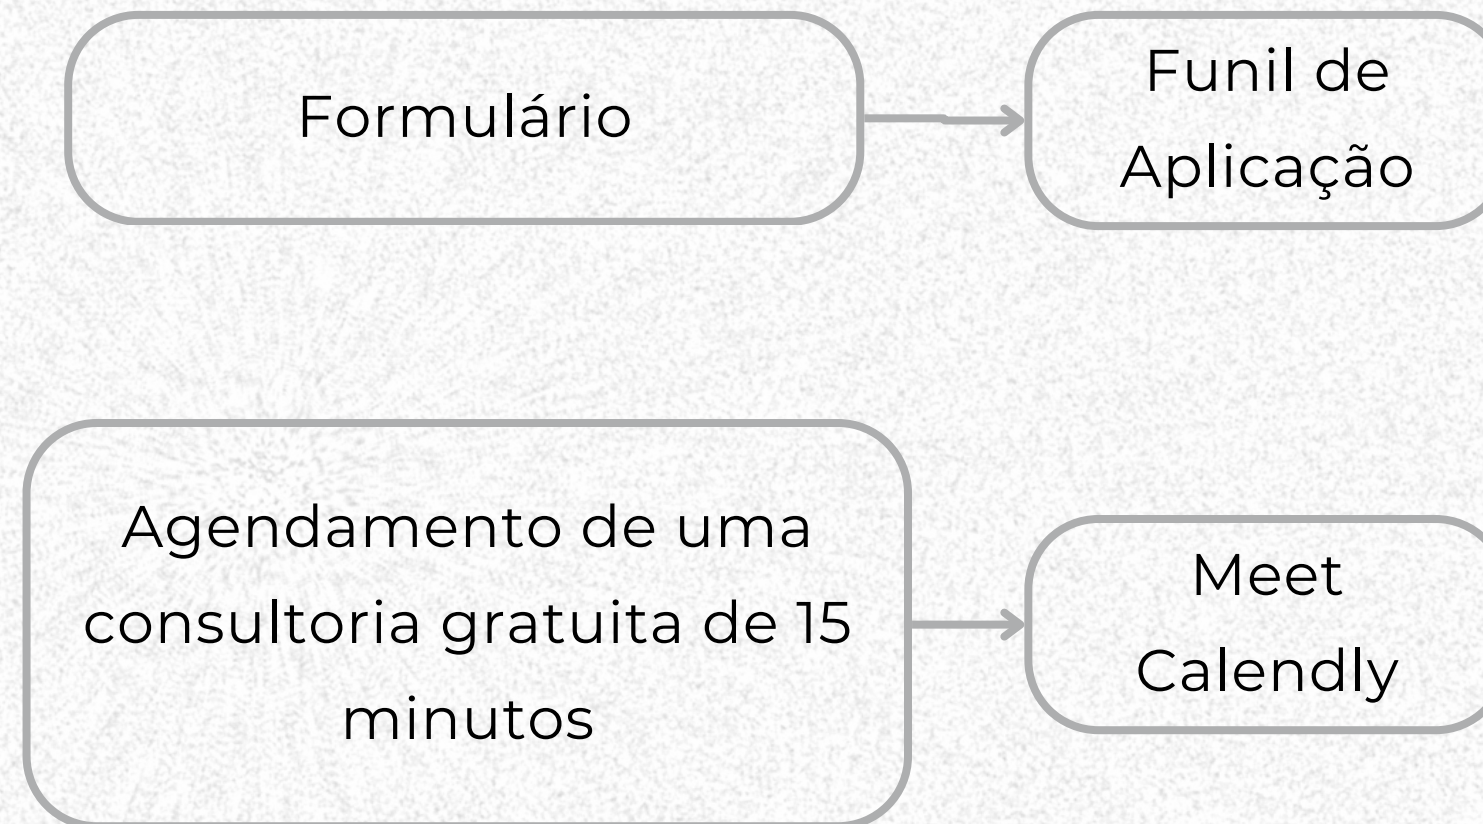 Formulário
Funil de
Aplicação
Agendamento de uma
consultoria gratuita de 15
minutos
Meet
Calendly